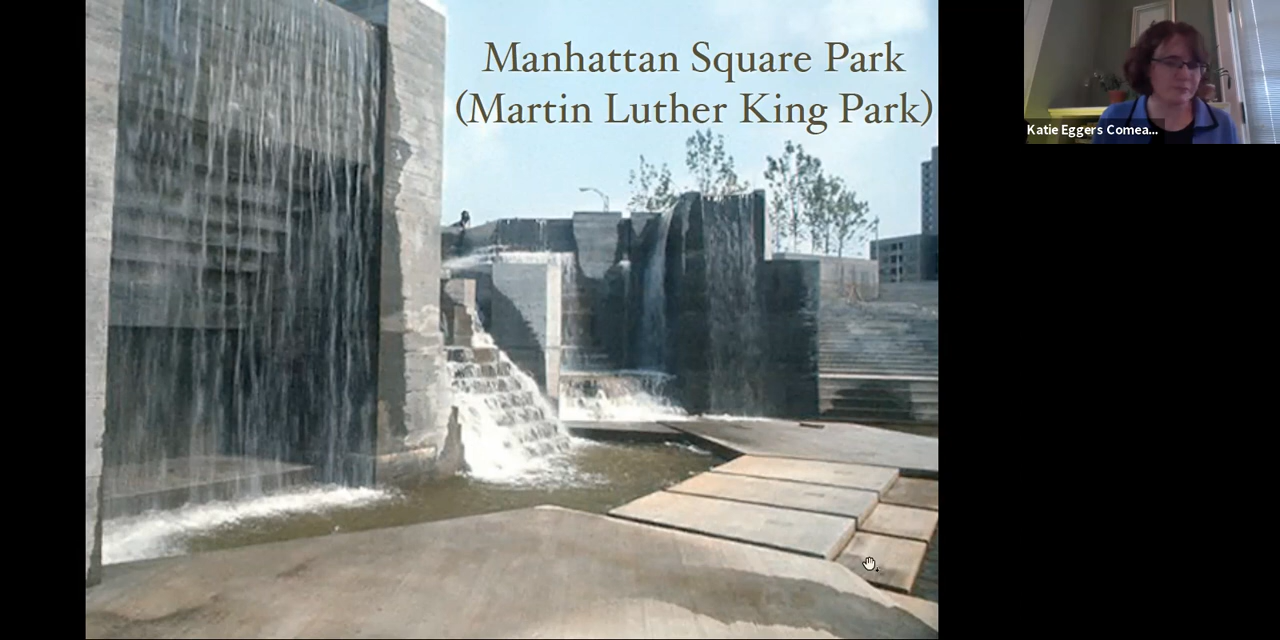 Manhattan Square Park
(Martin Luther King Park)
Katie Eggers Comea...